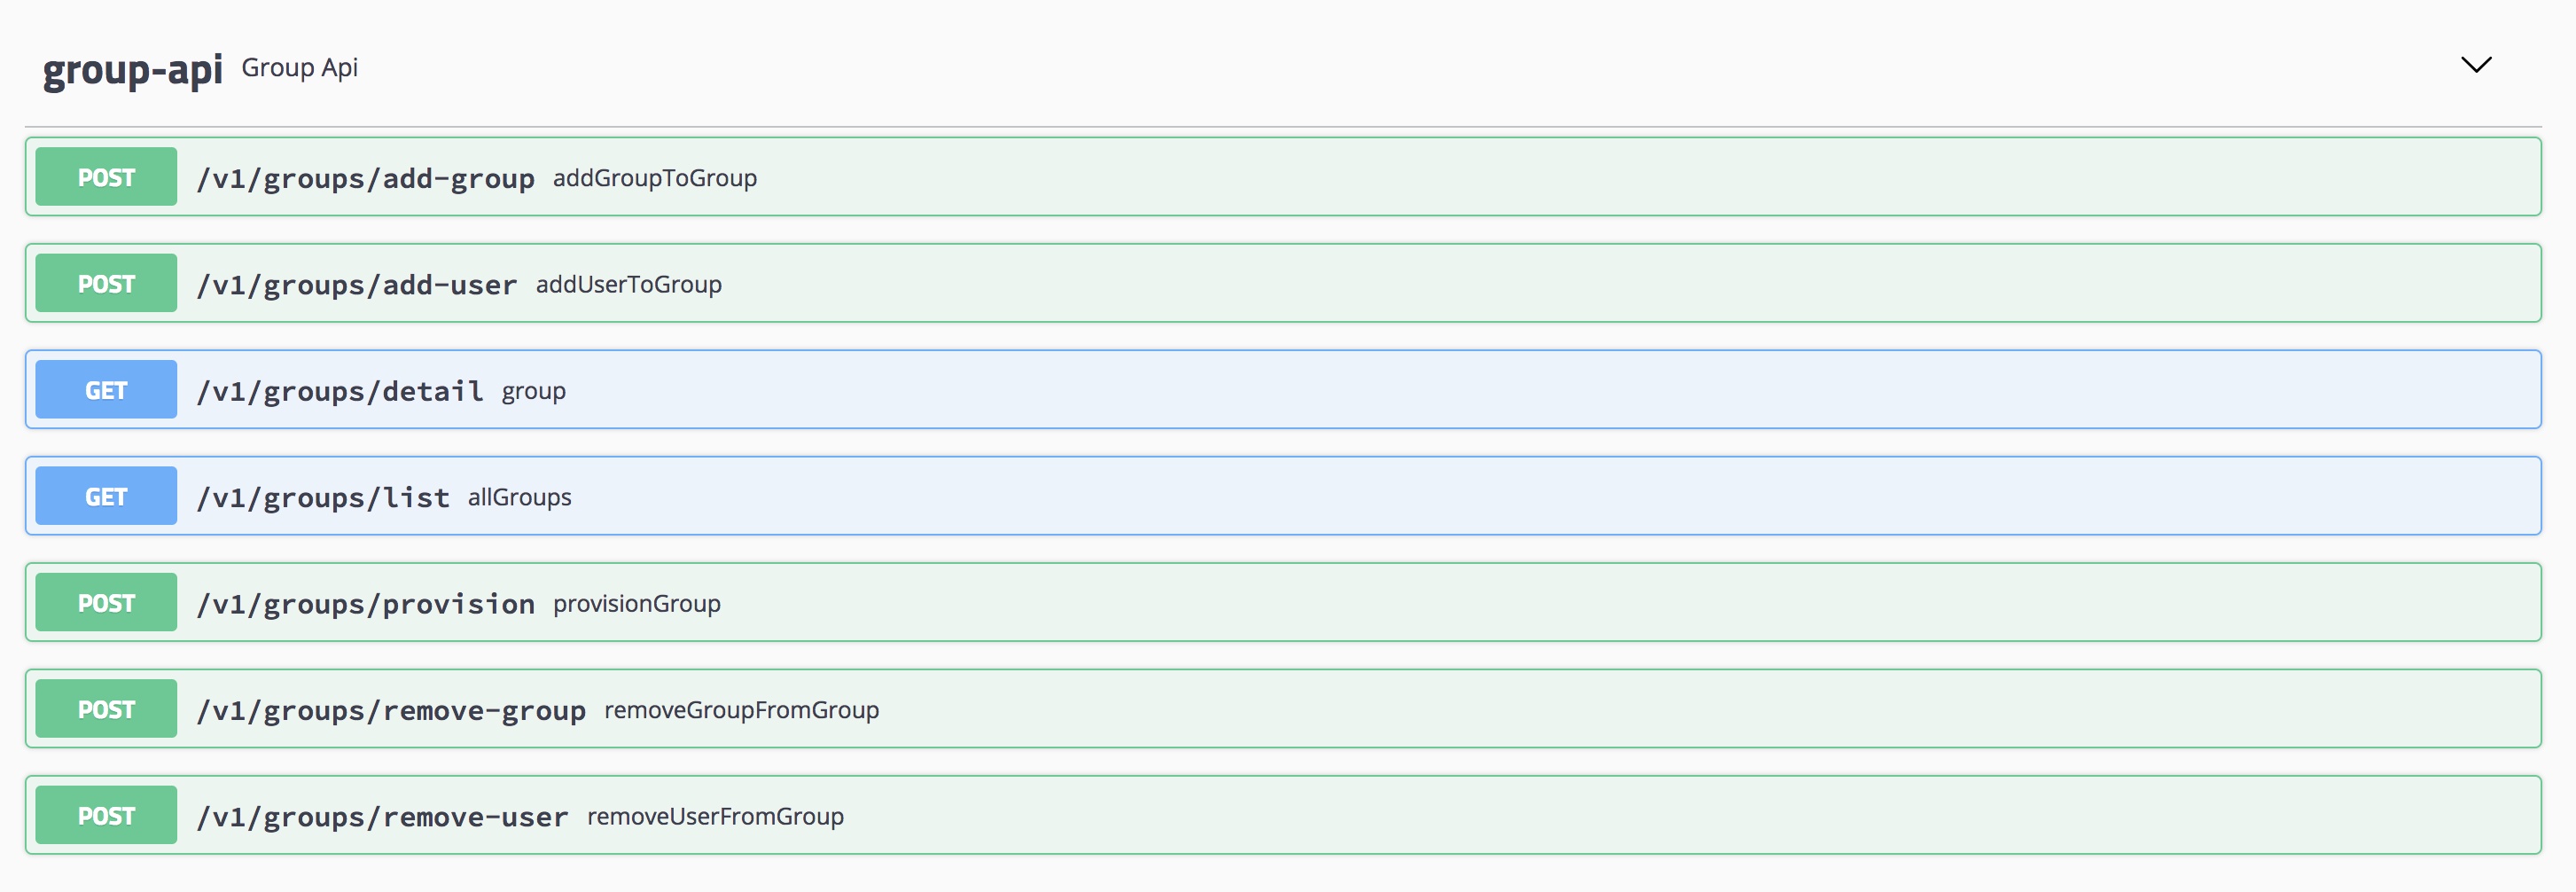 group-api Group Api
POST /v1/groups/add-group addGroupToGroup
POST /v1/groups/add-user addUserToGroup
GET /v1/groups/detail group
GET /v1/groups/list allGroups
POST /v1/groups/provision provisionGroup
POST /v1/groups/remove-group removeGroupFromGroup
POST /v1/groups/remove-user removeUserFromGroup